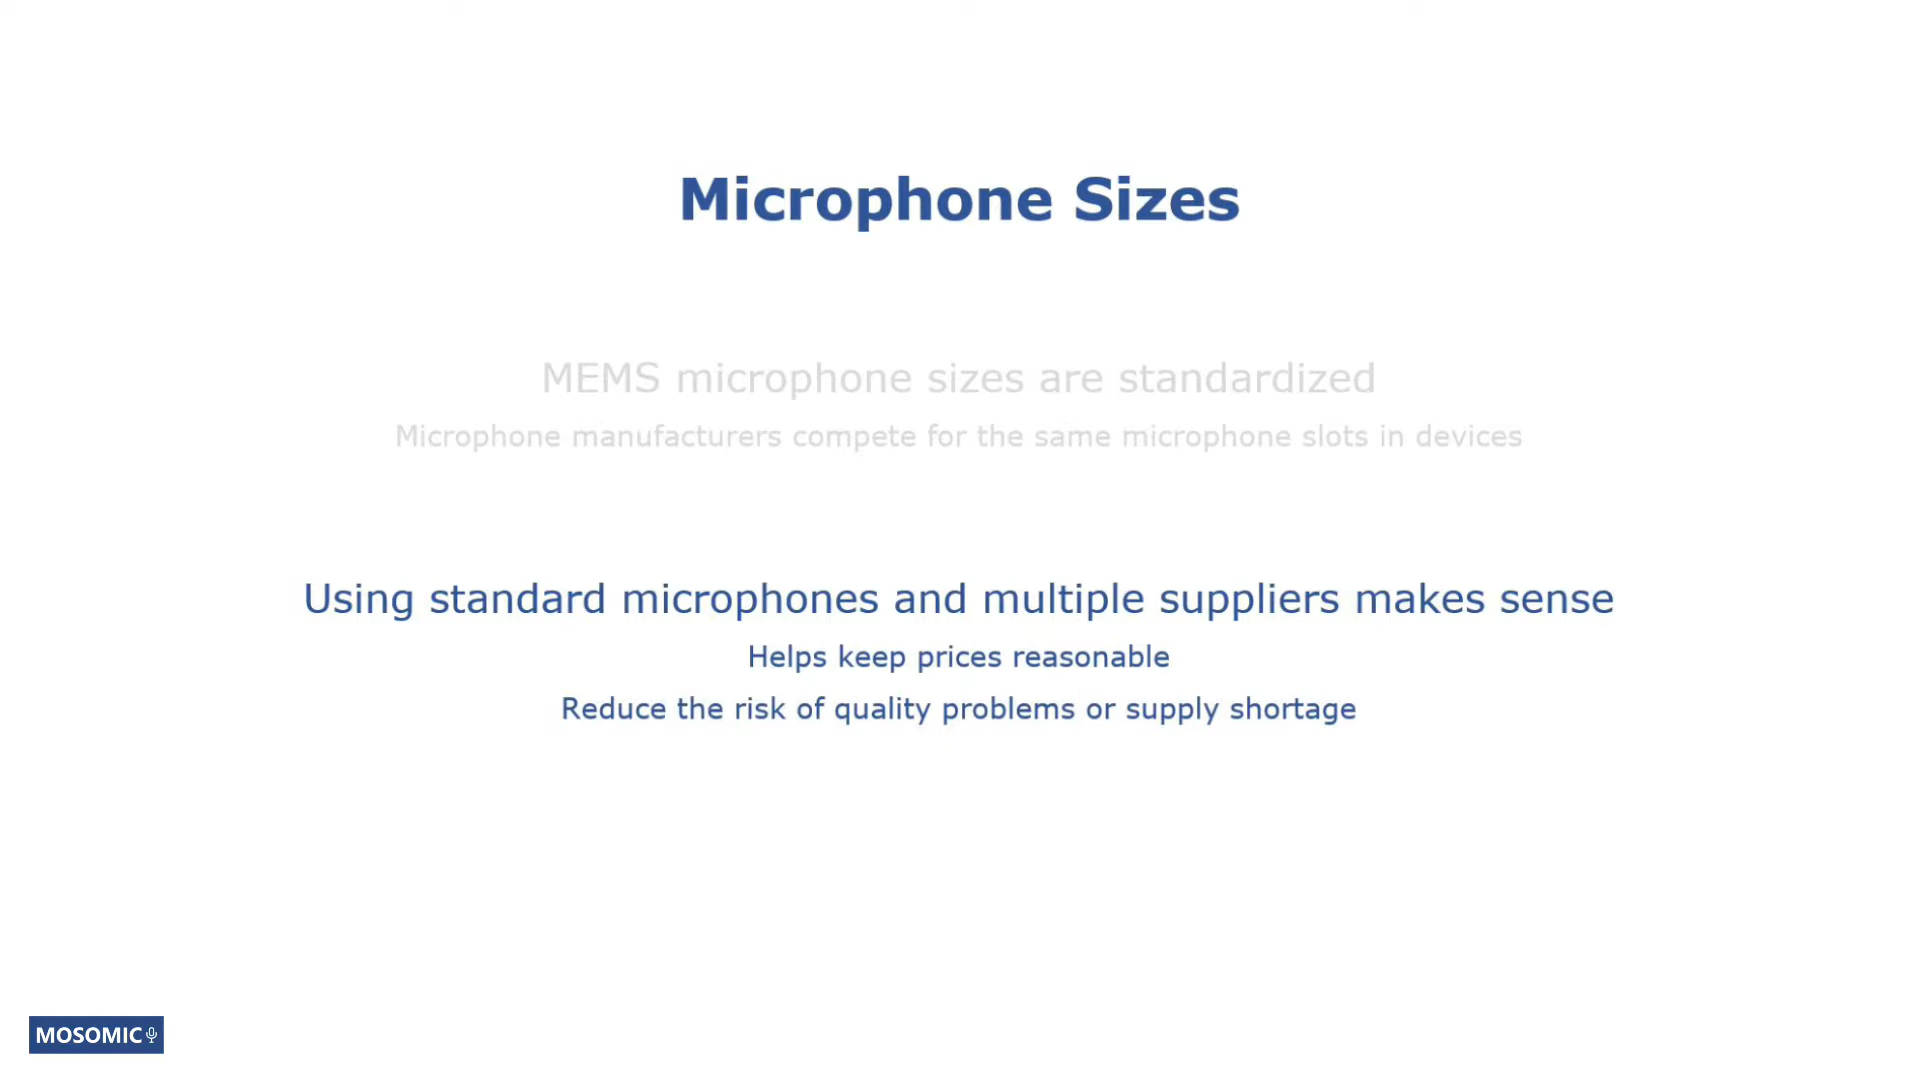 Microphone Sizes
MEMS microphone sizes are standardized
Microphone manufacturers compete for the same microphone slots in devices
Using standard microphones and multiple suppliers makes sense
Helps keep prices reasonable
Reduce the risk of quality problems or supply shortage
MOSOMIC